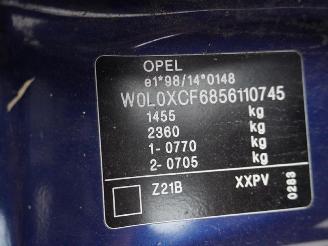 OPEL
e1*98/14*0148
W0L0XCF6856110745
1455 kg
2360 kg
1- 0770 kg
2- 0705 kg
Z21B XXPV
0283